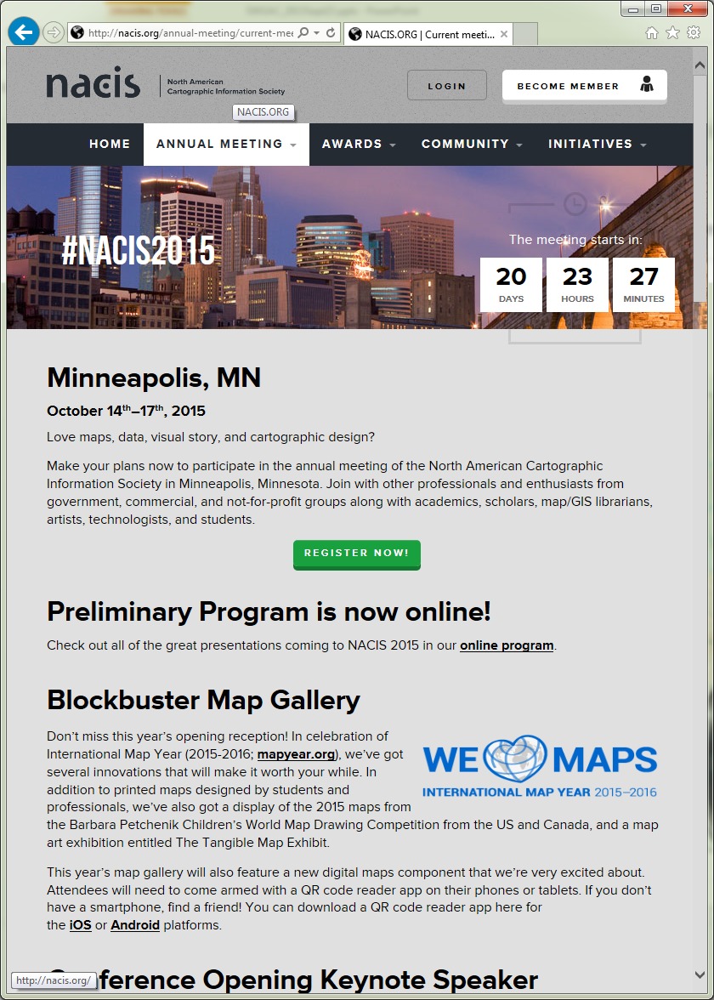 http://nacis.org/annual-meeting/current-mee
NACIS.ORG | Current meeti...
nacis
North American
Cartographic Information Society
LOGIN
BECOME MEMBER
NACIS.ORG
HOME
ANNUAL MEETING
AWARDS
COMMUNITY
INITIATIVES
#NACIS2015
The meeting starts in:
20 23 27
DAYS HOURS MINUTES
Minneapolis, MN
October 14th–17th, 2015
Love maps, data, visual story, and cartographic design?
Make your plans now to participate in the annual meeting of the North American Cartographic
Information Society in Minneapolis, Minnesota. Join with other professionals and enthusiasts from
government, commercial, and not-for-profit groups along with academics, scholars, map/GIS librarians,
artists, technologists, and students.
REGISTER NOW!
Preliminary Program is now online!
Check out all of the great presentations coming to NACIS 2015 in our online program.
Blockbuster Map Gallery
Don't miss this year's opening reception! In celebration of
International Map Year (2015-2016; mapyear.org), we've got
several innovations that will make it worth your while. In
addition to printed maps designed by students and
professionals, we've also got a display of the 2015 maps from
the Barbara Petchenik Children's World Map Drawing Competition from the US and Canada, and a map
art exhibition entitled The Tangible Map Exhibit.
WE MAPS
INTERNATIONAL MAP YEAR 2015–2016
This year's map gallery will also feature a new digital maps component that we're very excited about.
Attendees will need to come armed with a QR code reader app on their phones or tablets. If you don't
have a smartphone, find a friend! You can download a QR code reader app here for
the iOS or Android platforms.
Conference Opening Keynote Speaker
http://nacis.org/